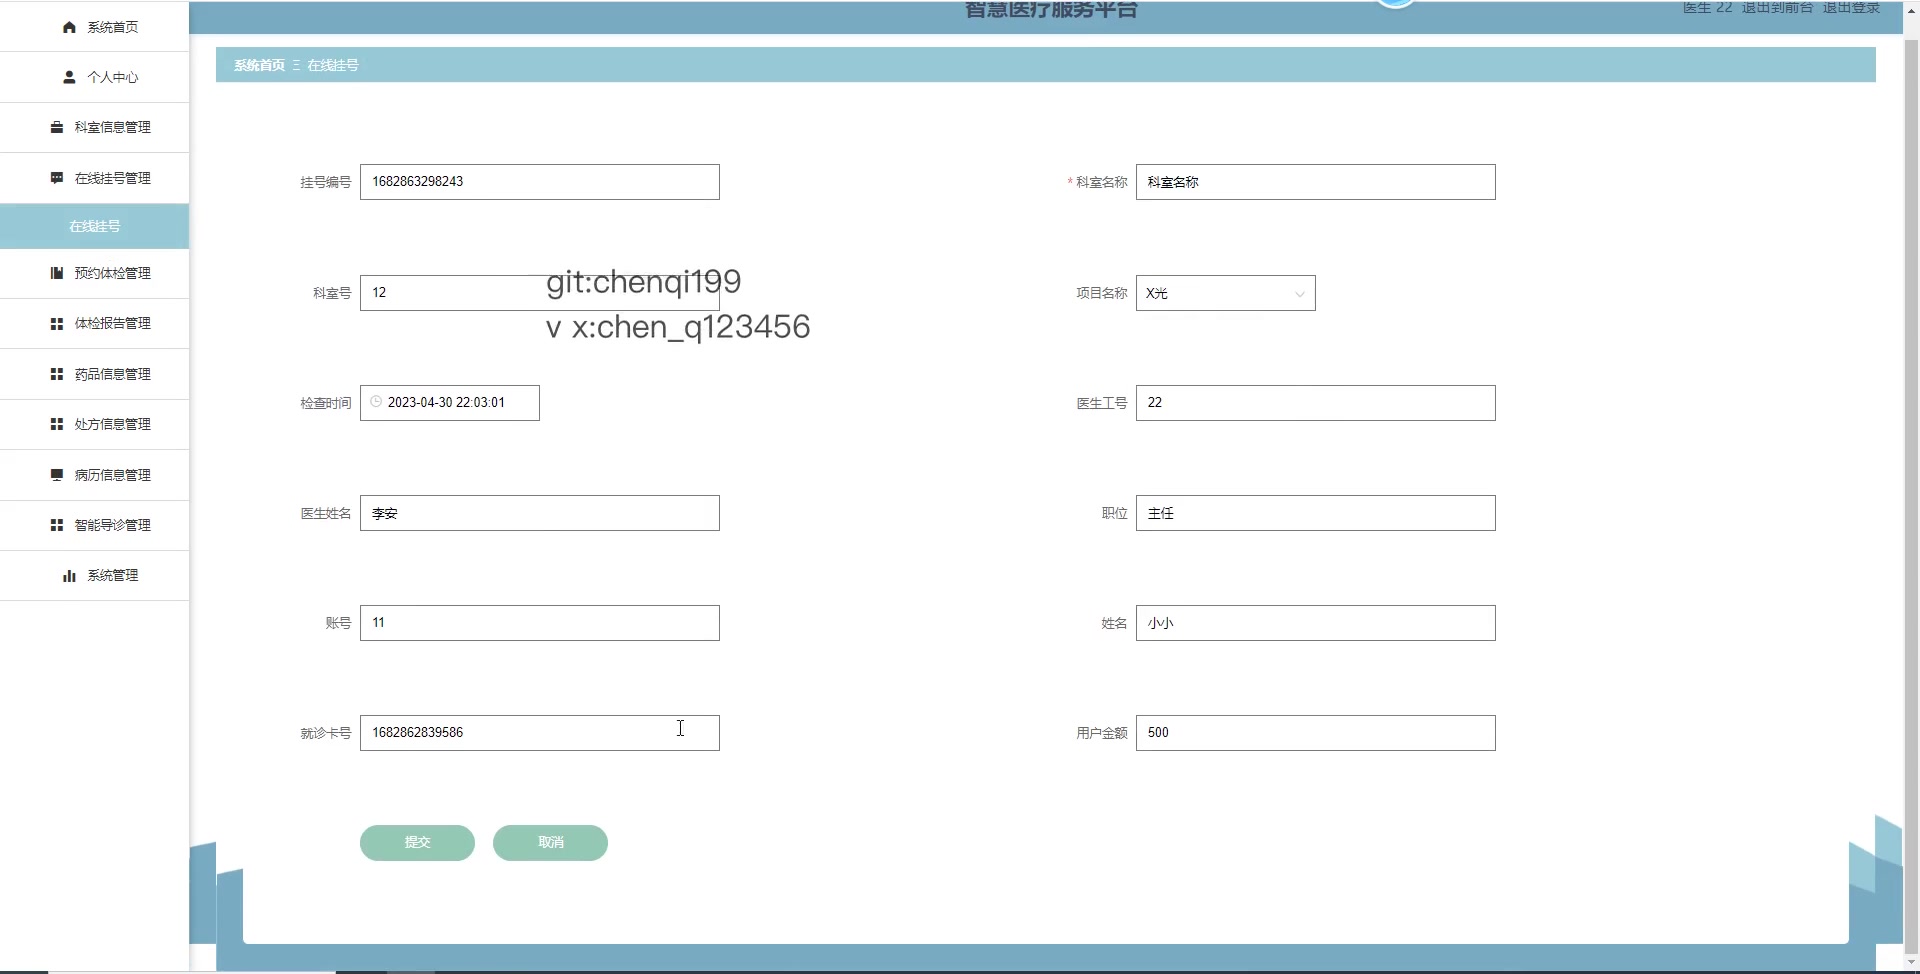 智慧医疗服务平台
医生 22 退出到前台 退出登录
系统首页
个人中心
科室信息管理
在线挂号管理
在线挂号
预约体检管理
体检报告管理
药品信息管理
处方信息管理
病历信息管理
智能导诊管理
系统管理
系统首页 Ξ 在线挂号
挂号编号 1682863298243
* 科室名称 科室名称
科室号 12
项目名称 X光
git:chenqi199
v x:chen_q123456
检查时间 2023-04-30 22:03:01
医生工号 22
医生姓名 李安
职位 主任
账号 11
姓名 小小
就诊卡号 1682862839586
用户金额 500
提交 取消